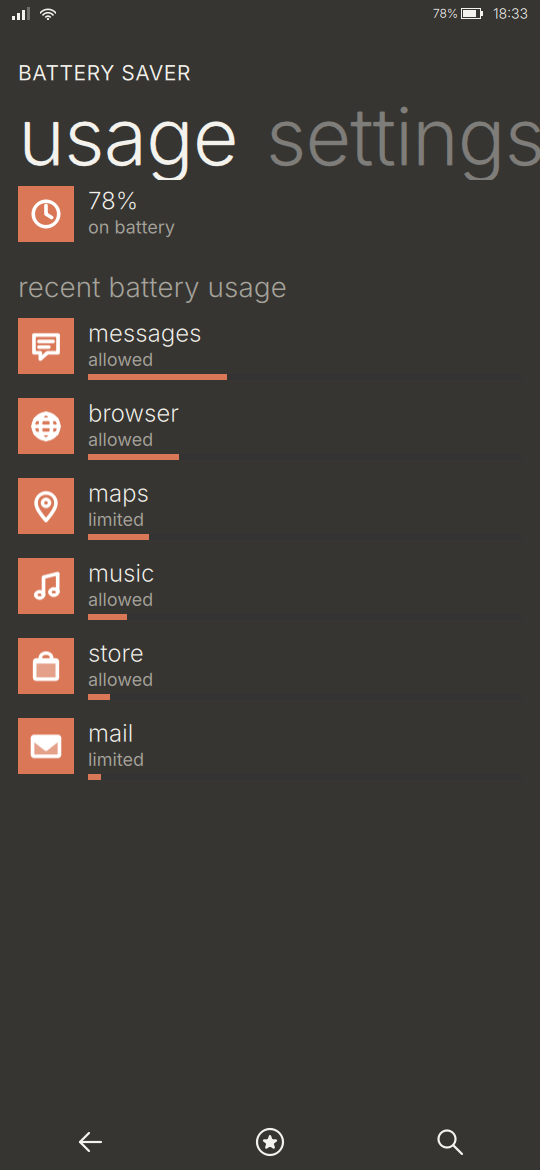 78%
18:33
BATTERY SAVER
usage settings
78%
on battery
recent battery usage
messages
allowed
browser
allowed
maps
limited
music
allowed
store
allowed
mail
limited